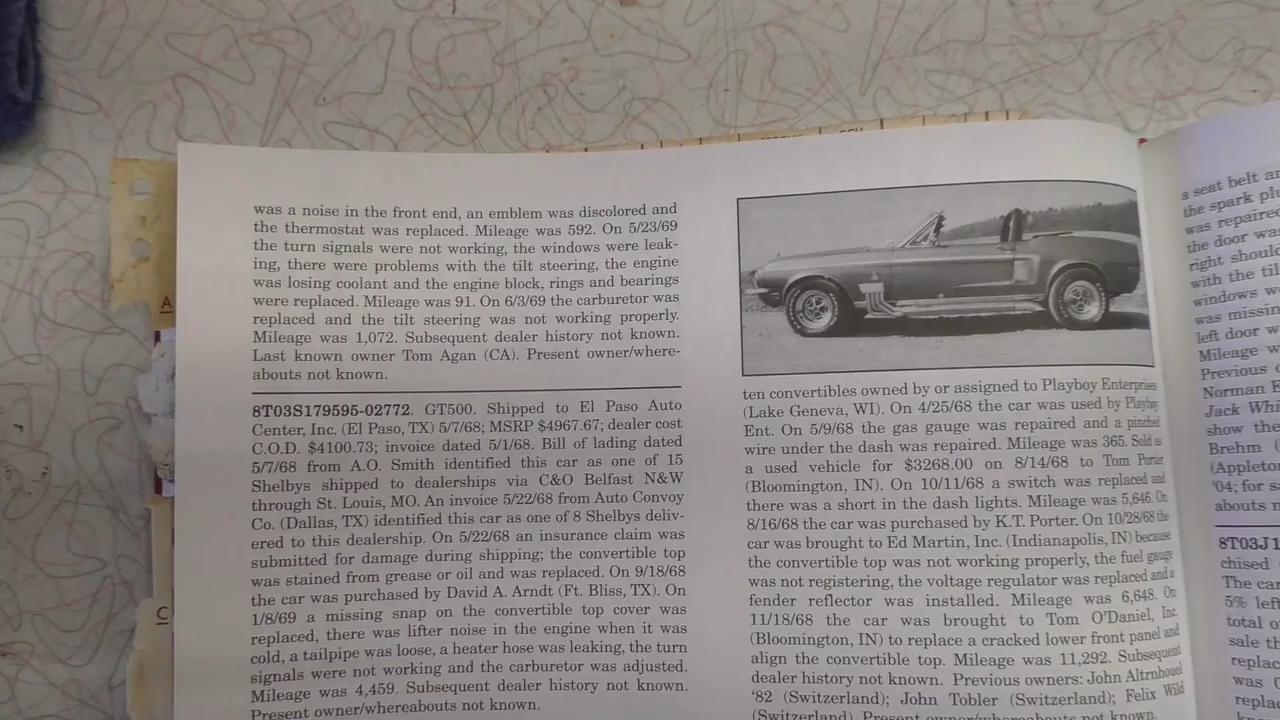 was a noise in the front end, an emblem was discolored and
the thermostat was replaced. Mileage was 592. On 5/23/69
the turn signals were not working, the windows were leak-
ing, there were problems with the tilt steering, the engine
was losing coolant and the engine block, rings and bearings
were replaced. Mileage was 91. On 6/3/69 the carburetor was
replaced and the tilt steering was not working properly.
Mileage was 1,072. Subsequent dealer history not known.
Last known owner Tom Agan (CA). Present owner/where-
abouts not known.
8T03S179595-02772. GT500. Shipped to El Paso Auto
Center, Inc. (El Paso, TX) 5/7/68; MSRP $4967.67; dealer cost
C.O.D. $4100.73; invoice dated 5/1/68. Bill of lading dated
5/7/68 from A.O. Smith identified this car as one of 15
Shelbys shipped to dealerships via C&O Belfast N&W
through St. Louis, MO. An invoice 5/22/68 from Auto Convoy
Co. (Dallas, TX) identified this car as one of 8 Shelbys deliv-
ered to this dealership. On 5/22/68 an insurance claim was
submitted for damage during shipping; the convertible top
was stained from grease or oil and was replaced. On 9/18/68
the car was purchased by David A. Arndt (Ft. Bliss, TX). On
1/8/69 a missing snap on the convertible top cover was
replaced, there was lifter noise in the engine when it was
cold, a tailpipe was loose, a heater hose was leaking, the turn
signals were not working and the carburetor was adjusted.
Mileage was 4,459. Subsequent dealer history not known.
Present owner/whereabouts not known.
ten convertibles owned by or assigned to Playboy Enterprises
(Lake Geneva, WI). On 4/25/68 the car was used by Playboy
Ent. On 5/9/68 the gas gauge was repaired and a pinched
wire under the dash was repaired. Mileage was 365. Sold as
a used vehicle for $3268.00 on 8/14/68 to Tom Porter
(Bloomington, IN). On 10/11/68 a switch was replaced and
there was a short in the dash lights. Mileage was 5,646. On
8/16/68 the car was purchased by K.T. Porter. On 10/28/68 the
car was brought to Ed Martin, Inc. (Indianapolis, IN) because
the convertible top was not working properly, the fuel gauge
was not registering, the voltage regulator was replaced and a
fender reflector was installed. Mileage was 6,648. On
11/18/68 the car was brought to Tom O'Daniel, Inc.
(Bloomington, IN) to replace a cracked lower front panel and
align the convertible top. Mileage was 11,292. Subsequent
dealer history not known. Previous owners: John Altrnhouel
'82 (Switzerland); John Tobler (Switzerland); Felix Wild
(Switzerland). Present owner/whereabouts not known.
a seat belt
the spark
was repaire
the door was
right should
with the til
windows w
was missin
left door w
Mileage w
Previous
Norman E
Jack Whi
show the
Brehm (
(Appleton
'04; for s
abouts n
8T03J1
chised
The car
5% left
total o
sale th
replac
was
repla
A
C